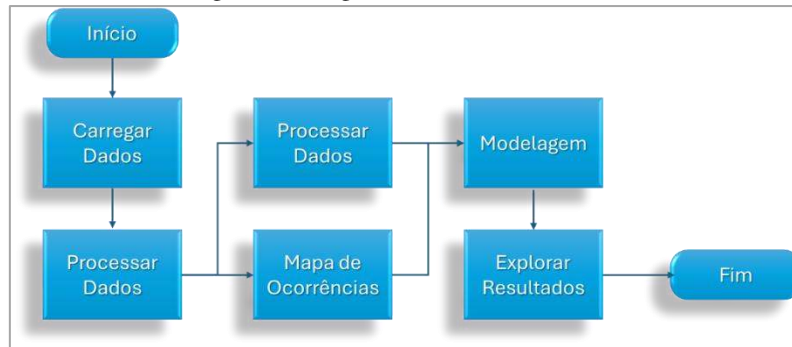 Início
Carregar
Dados
Processar
Dados
Processar
Dados
Mapa de
Ocorrências
Modelagem
Explorar
Resultados
Fim